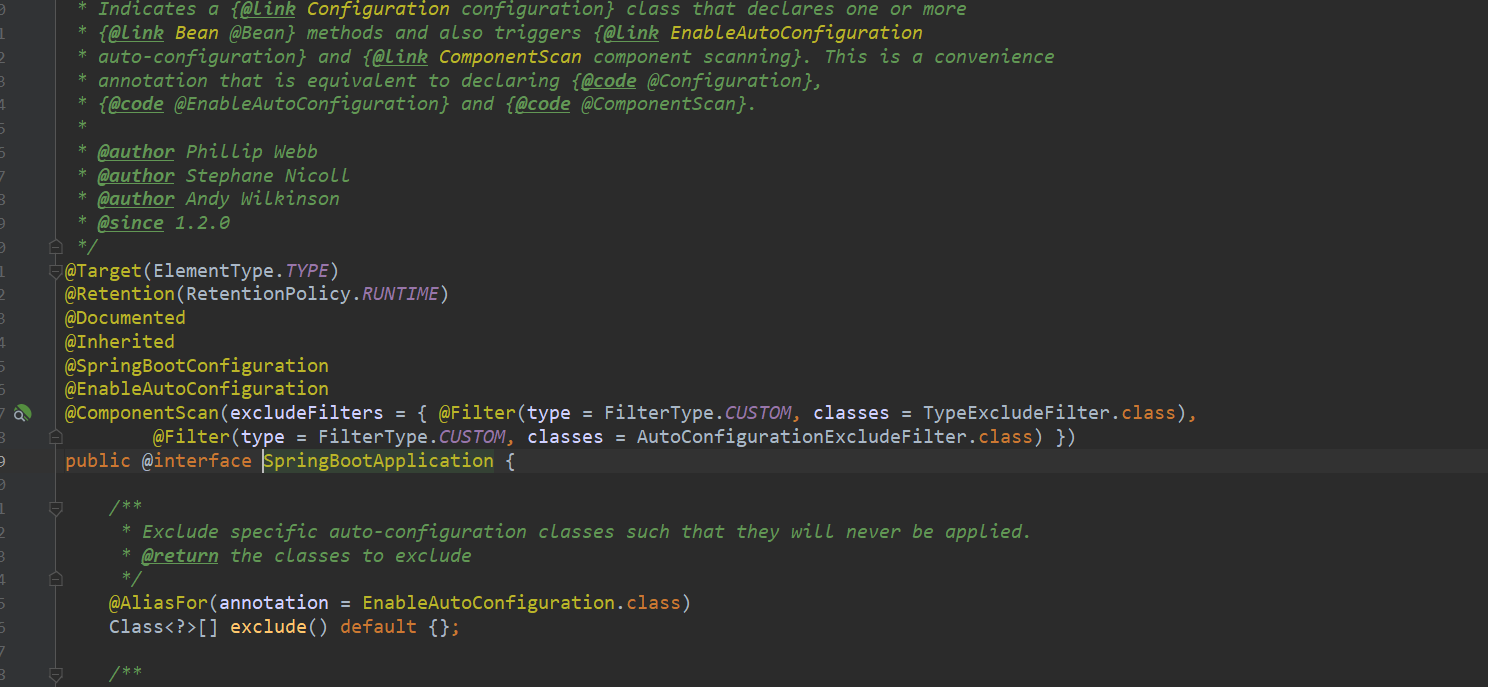 * Indicates a {@link Configuration configuration} class that declares one or more
* {@link Bean @Bean} methods and also triggers {@link EnableAutoConfiguration
* auto-configuration} and {@link ComponentScan component scanning}. This is a convenience
* annotation that is equivalent to declaring {@code @Configuration},
* {@code @EnableAutoConfiguration} and {@code @ComponentScan}.
*
* @author Phillip Webb
* @author Stephane Nicoll
* @author Andy Wilkinson
* @since 1.2.0
*/
@Target(ElementType.TYPE)
@Retention(RetentionPolicy.RUNTIME)
@Documented
@Inherited
@SpringBootConfiguration
@EnableAutoConfiguration
@ComponentScan(excludeFilters = { @Filter(type = FilterType.CUSTOM, classes = TypeExcludeFilter.class),
@Filter(type = FilterType.CUSTOM, classes = AutoConfigurationExcludeFilter.class) })
public @interface SpringBootApplication {
/**
* Exclude specific auto-configuration classes such that they will never be applied.
* @return the classes to exclude
*/
@AliasFor(annotation = EnableAutoConfiguration.class)
Class<?>[] exclude() default {};
/**